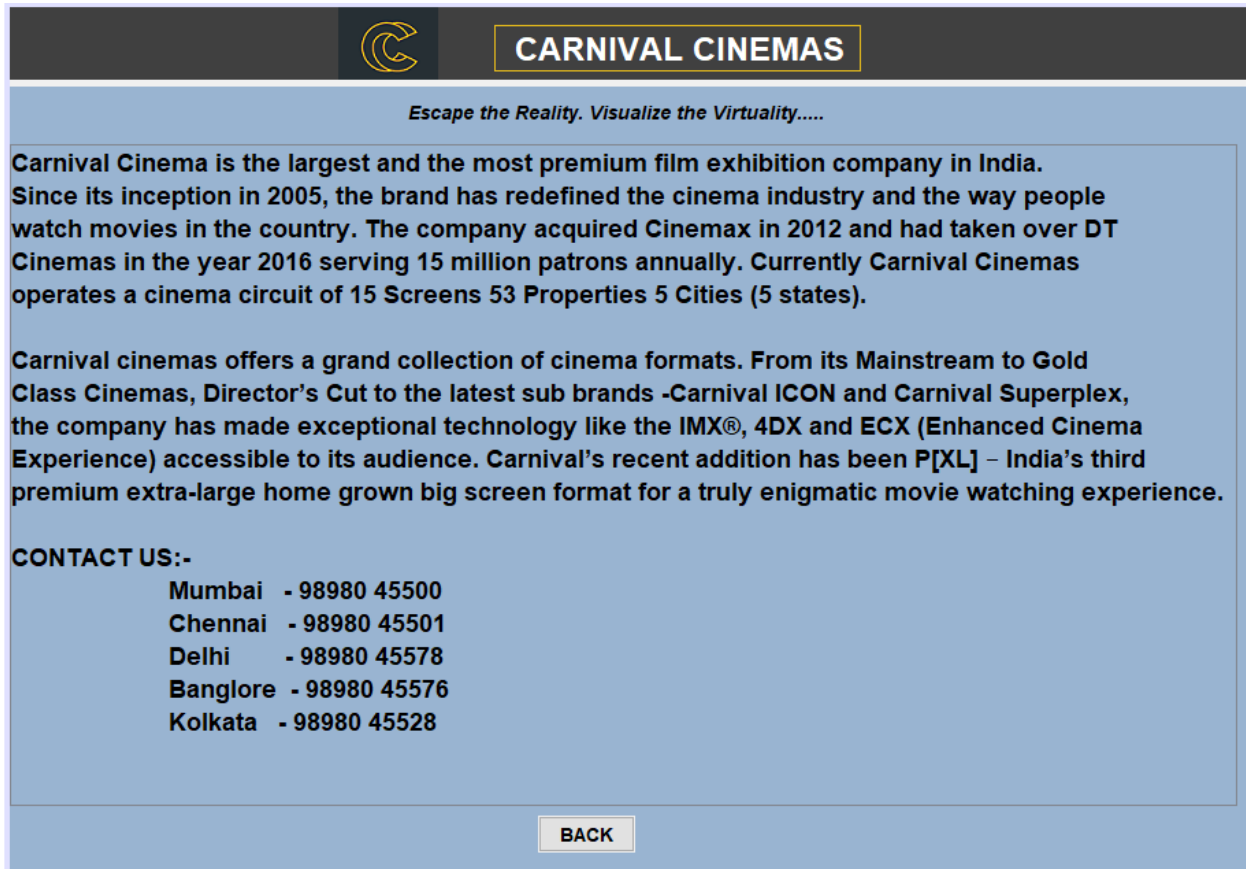 CARNIVAL CINEMAS
Escape the Reality. Visualize the Virtuality.....
Carnival Cinema is the largest and the most premium film exhibition company in India.
Since its inception in 2005, the brand has redefined the cinema industry and the way people
watch movies in the country. The company acquired Cinemax in 2012 and had taken over DT
Cinemas in the year 2016 serving 15 million patrons annually. Currently Carnival Cinemas
operates a cinema circuit of 15 Screens 53 Properties 5 Cities (5 states).
Carnival cinemas offers a grand collection of cinema formats. From its Mainstream to Gold
Class Cinemas, Director’s Cut to the latest sub brands -Carnival ICON and Carnival Superplex,
the company has made exceptional technology like the IMX®, 4DX and ECX (Enhanced Cinema
Experience) accessible to its audience. Carnival’s recent addition has been P[XL] – India’s third
premium extra-large home grown big screen format for a truly enigmatic movie watching experience.
CONTACT US:-
Mumbai - 98980 45500
Chennai - 98980 45501
Delhi - 98980 45578
Banglore - 98980 45576
Kolkata - 98980 45528
BACK